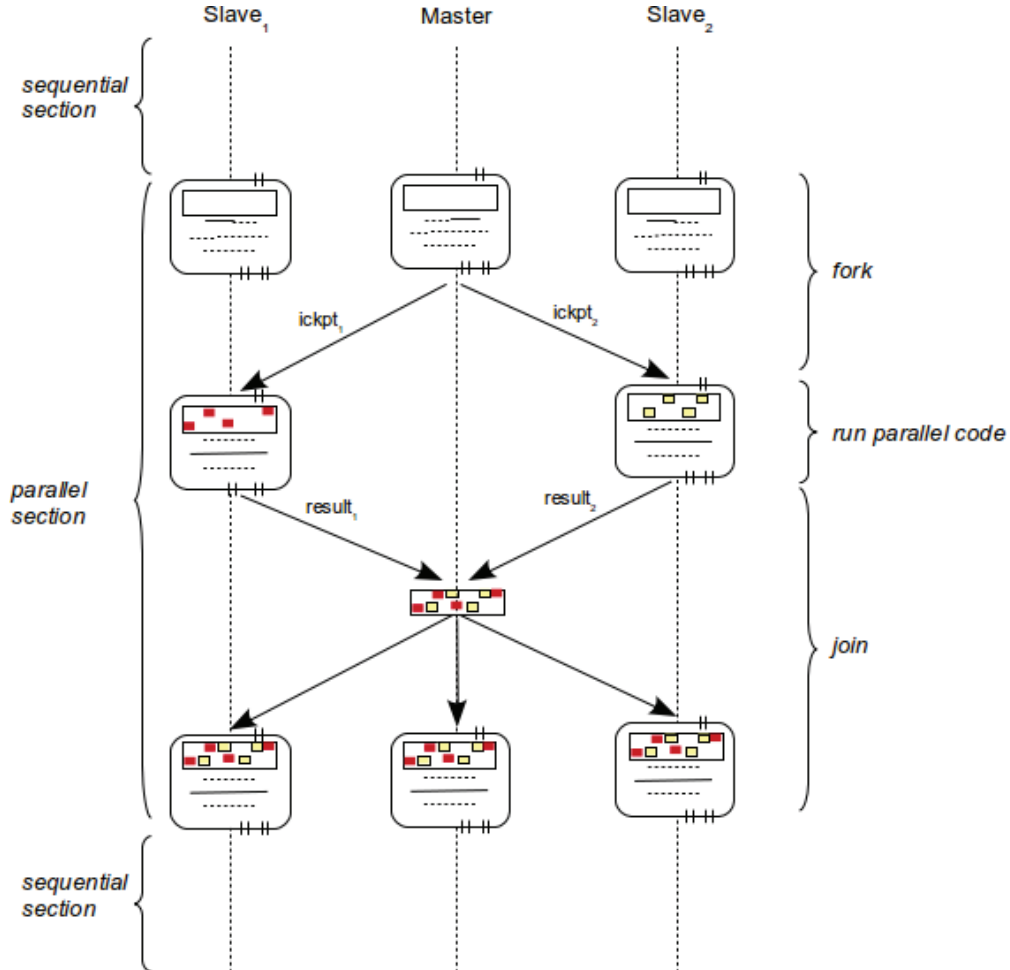 Slave₁
Master
Slave₂
sequential
section
fork
ickpt₁
ickpt₂
run parallel code
parallel
section
result₁
result₂
join
sequential
section